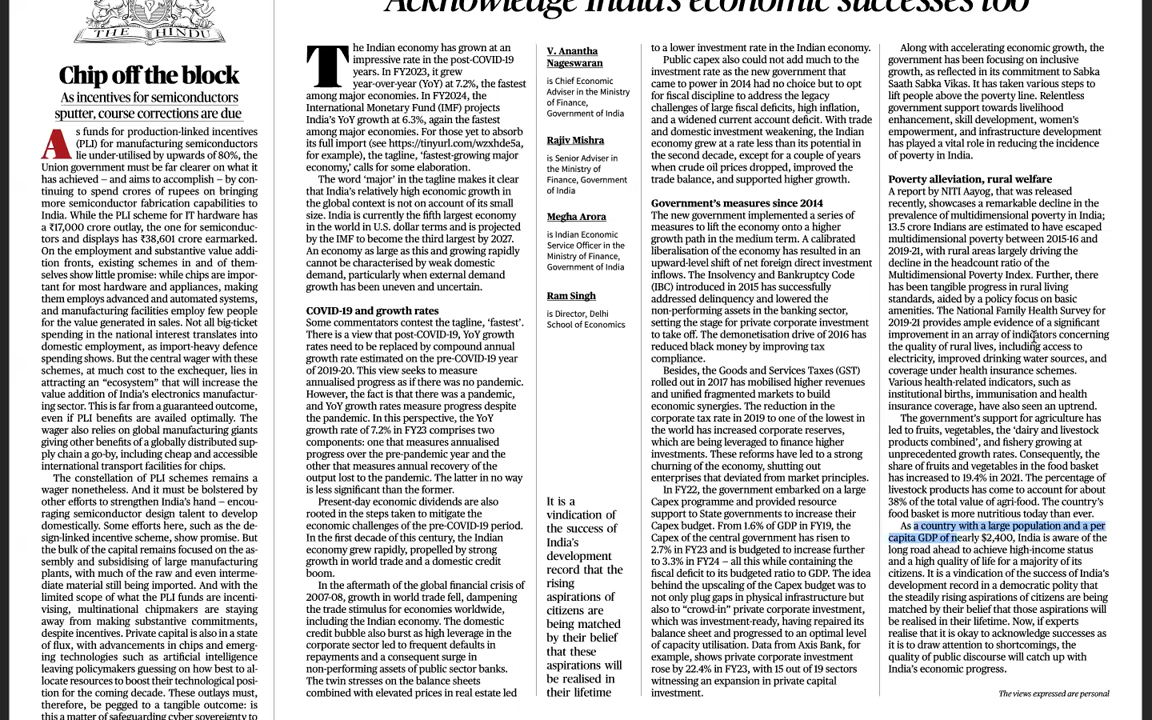 Acknowledge India's economic successes too
THE HINDU
Chip off the block
As incentives for semiconductors
sputter, course corrections are due
As funds for production-linked incentives
(PLI) for manufacturing semiconductors
lie under-utilised by upwards of 80%, the
Union government must be far clearer on what it
has achieved – and aims to accomplish – by con-
tinuing to spend crores of rupees on bringing
more semiconductor fabrication capabilities to
India. While the PLI scheme for IT hardware has
a ₹17,000 crore outlay, the one for semiconduc-
tors and displays has ₹38,601 crore earmarked.
On the employment and substantive value addi-
tion fronts, existing schemes in and of them-
selves show little promise: while chips are impor-
tant for most hardware and appliances, making
them employs advanced and automated systems,
and manufacturing facilities employ few people
for the value generated in sales. Not all big-ticket
spending in the national interest translates into
domestic employment, as import-heavy defence
spending shows. But the central wager with these
schemes, at much cost to the exchequer, lies in
attracting an “ecosystem” that will increase the
value addition of India's electronics manufactur-
ing sector. This is far from a guaranteed outcome,
even if PLI benefits are availed optimally. The
wager also relies on global manufacturing giants
giving other benefits of a globally distributed sup-
ply chain a go-by, including cheap and accessible
international transport facilities for chips.
The constellation of PLI schemes remains a
wager nonetheless. And it must be bolstered by
other efforts to strengthen India's hand – encou-
raging semiconductor design talent to develop
domestically. Some efforts here, such as the de-
sign-linked incentive scheme, show promise. But
the bulk of the capital remains focused on the as-
sembly and subsidising of large manufacturing
plants, with much of the raw and even interme-
diate material still being imported. And with the
limited scope of what the PLI funds are incenti-
vising, multinational chipmakers are staying
away from making substantive commitments,
despite incentives. Private capital is also in a state
of flux, with advancements in chips and emerg-
ing technologies such as artificial intelligence
leaving policymakers guessing on how best to al-
locate resources to boost their technological posi-
tion for the coming decade. These outlays must,
therefore, be pegged to a tangible outcome: is
this a matter of safeguarding cyber sovereignty to
The Indian economy has grown at an
impressive rate in the post-COVID-19
years. In FY2023, it grew
year-over-year (YoY) at 7.2%, the fastest
among major economies. In FY2024, the
International Monetary Fund (IMF) projects
India's YoY growth at 6.3%, again the fastest
among major economies. For those yet to absorb
its full import (see https://tinyurl.com/wzxhde5a,
for example), the tagline, ‘fastest-growing major
economy,’ calls for some elaboration.
The word ‘major’ in the tagline makes it clear
that India's relatively high economic growth in
the global context is not on account of its small
size. India is currently the fifth largest economy
in the world in U.S. dollar terms and is projected
by the IMF to become the third largest by 2027.
An economy as large as this and growing rapidly
cannot be characterised by weak domestic
demand, particularly when external demand
growth has been uneven and uncertain.
COVID-19 and growth rates
Some commentators contest the tagline, ‘fastest’.
There is a view that post-COVID-19, YoY growth
rates need to be replaced by compound annual
growth rate estimated on the pre-COVID-19 year
of 2019-20. This view seeks to measure
annualised progress as if there was no pandemic.
However, the fact is that there was a pandemic,
and YoY growth rates measure progress despite
the pandemic. In this perspective, the YoY
growth rate of 7.2% in FY23 comprises two
components: one that measures annualised
progress over the pre-pandemic year and the
other that measures annual recovery of the
output lost to the pandemic. The latter in no way
is less significant than the former.
Present-day economic dividends are also
rooted in the steps taken to mitigate the
economic challenges of the pre-COVID-19 period.
In the first decade of this century, the Indian
economy grew rapidly, propelled by strong
growth in world trade and a domestic credit
boom.
In the aftermath of the global financial crisis of
2007-08, growth in world trade fell, dampening
the trade stimulus for economies worldwide,
including the Indian economy. The domestic
credit bubble also burst as high leverage in the
corporate sector led to frequent defaults in
repayments and a consequent surge in
non-performing assets of public sector banks.
The twin stresses on the balance sheets
combined with elevated prices in real estate led
V. Anantha
Nageswaran
is Chief Economic
Adviser in the Ministry
of Finance,
Government of India
Rajiv Mishra
is Senior Adviser in
the Ministry of
Finance, Government
of India
Megha Arora
is Indian Economic
Service Officer in the
Ministry of Finance,
Government of India
Ram Singh
is Director, Delhi
School of Economics
It is a
vindication of
the success of
India's
development
record that the
rising
aspirations of
citizens are
being matched
by their belief
that these
aspirations will
be realised in
their lifetime
to a lower investment rate in the Indian economy.
Public capex also could not add much to the
investment rate as the new government that
came to power in 2014 had no choice but to opt
for fiscal discipline to address the legacy
challenges of large fiscal deficits, high inflation,
and a widened current account deficit. With trade
and domestic investment weakening, the Indian
economy grew at a rate less than its potential in
the second decade, except for a couple of years
when crude oil prices dropped, improved the
trade balance, and supported higher growth.
Government's measures since 2014
The new government implemented a series of
measures to lift the economy onto a higher
growth path in the medium term. A calibrated
liberalisation of the economy has resulted in an
upward-level shift of net foreign direct investment
inflows. The Insolvency and Bankruptcy Code
(IBC) introduced in 2015 has successfully
addressed delinquency and lowered the
non-performing assets in the banking sector,
setting the stage for private corporate investment
to take off. The demonetisation drive of 2016 has
reduced black money by improving tax
compliance.
Besides, the Goods and Services Taxes (GST)
rolled out in 2017 has mobilised higher revenues
and unified fragmented markets to build
economic synergies. The reduction in the
corporate tax rate in 2019 to one of the lowest in
the world has increased corporate reserves,
which are being leveraged to finance higher
investments. These reforms have led to a strong
churning of the economy, shutting out
enterprises that deviated from market principles.
In FY22, the government embarked on a large
Capex programme and provided resource
support to State governments to increase their
Capex budget. From 1.6% of GDP in FY19, the
Capex of the central government has risen to
2.7% in FY23 and is budgeted to increase further
to 3.3% in FY24 – all this while containing the
fiscal deficit to its budgeted ratio to GDP. The idea
behind the upscaling of the Capex budget was to
not only plug gaps in physical infrastructure but
also to “crowd-in” private corporate investment,
which was investment-ready, having repaired its
balance sheet and progressed to an optimal level
of capacity utilisation. Data from Axis Bank, for
example, shows private corporate investment
rose by 22.4% in FY23, with 15 out of 19 sectors
witnessing an expansion in private capital
investment.
Along with accelerating economic growth, the
government has been focusing on inclusive
growth, as reflected in its commitment to Sabka
Saath Sabka Vikas. It has taken various steps to
lift people above the poverty line. Relentless
government support towards livelihood
enhancement, skill development, women's
empowerment, and infrastructure development
has played a vital role in reducing the incidence
of poverty in India.
Poverty alleviation, rural welfare
A report by NITI Aayog, that was released
recently, showcases a remarkable decline in the
prevalence of multidimensional poverty in India;
13.5 crore Indians are estimated to have escaped
multidimensional poverty between 2015-16 and
2019-21, with rural areas largely driving the
decline in the headcount ratio of the
Multidimensional Poverty Index. Further, there
has been tangible progress in rural living
standards, aided by a policy focus on basic
amenities. The National Family Health Survey for
2019-21 provides ample evidence of a significant
improvement in an array of indicators concerning
the quality of rural lives, including access to
electricity, improved drinking water sources, and
coverage under health insurance schemes.
Various health-related indicators, such as
institutional births, immunisation and health
insurance coverage, have also seen an uptrend.
The government's support for agriculture has
led to fruits, vegetables, the ‘dairy and livestock
products combined’, and fishery growing at
unprecedented growth rates. Consequently, the
share of fruits and vegetables in the food basket
has increased to 19.4% in 2021. The percentage of
livestock products has come to account for about
38% of the total value of agri-food. The country's
food basket is more nutritious today than ever.
As a country with a large population and a per
capita GDP of nearly $2,400, India is aware of the
long road ahead to achieve high-income status
and a high quality of life for a majority of its
citizens. It is a vindication of the success of India's
development record in a democratic polity that
the steadily rising aspirations of citizens are being
matched by their belief that those aspirations will
be realised in their lifetime. Now, if experts
realise that it is okay to acknowledge successes as
it is to draw attention to shortcomings, the
quality of public discourse will catch up with
India's economic progress.
The views expressed are personal